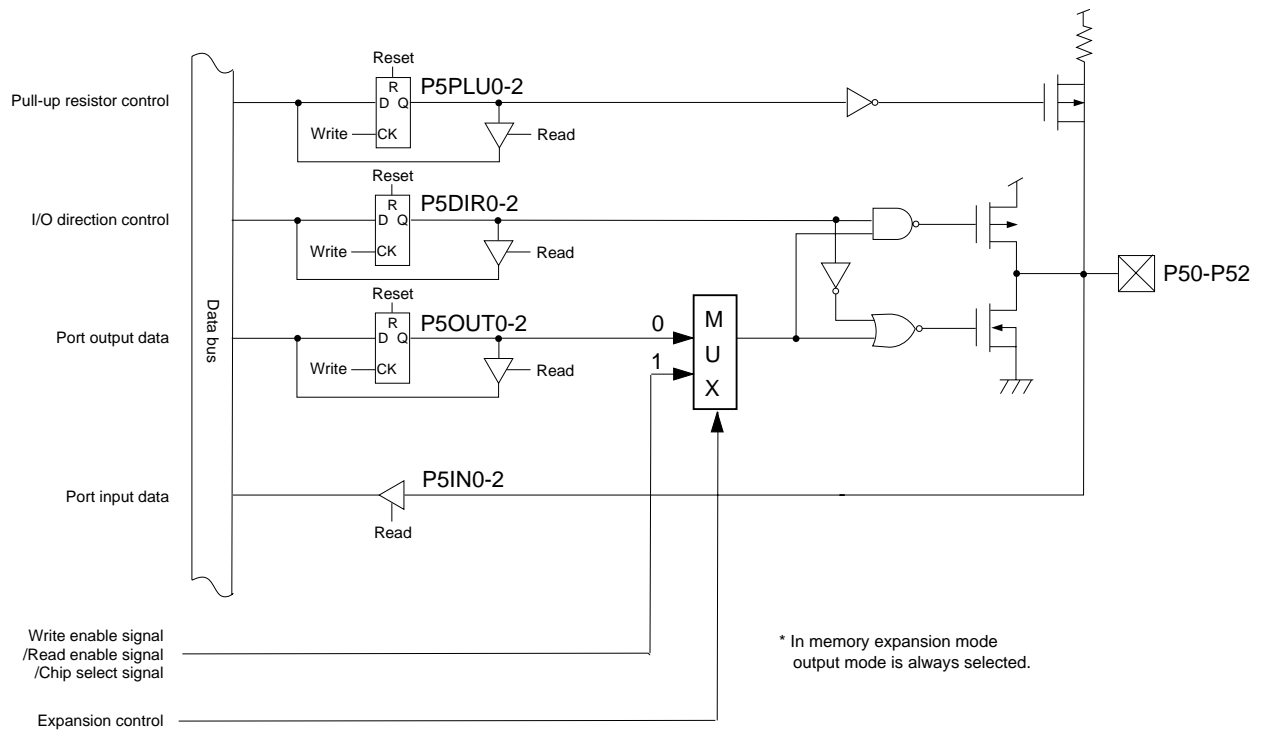 Reset
R
P5PLU0-2
Pull-up resistor control
D Q
Write
CK
Read
Reset
R
P5DIR0-2
I/O direction control
D Q
Write
CK
Read
P50-P52
Data bus
Reset
R
P5OUT0-2
Port output data
D Q
Write
CK
Read
0
1
M
U
X
P5IN0-2
Port input data
Read
Write enable signal
/Read enable signal
/Chip select signal
* In memory expansion mode
output mode is always selected.
Expansion control